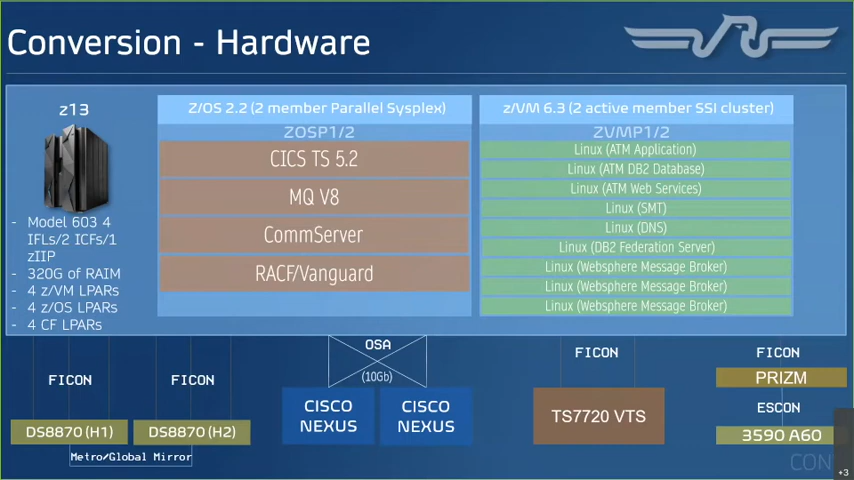 Conversion - Hardware
z13
- Model 603 4
IFLs/2 ICFs/1
zIIP
- 320G of RAIM
- 4 z/VM LPARs
- 4 z/OS LPARs
- 4 CF LPARs
Z/OS 2.2 (2 member Parallel Sysplex)
ZOSP1/2
CICS TS 5.2
MQ V8
CommServer
RACF/Vanguard
z/VM 6.3 (2 active member SSI cluster)
ZVMP1/2
Linux (ATM Application)
Linux (ATM DB2 Database)
Linux (ATM Web Services)
Linux (SMT)
Linux (DNS)
Linux (DB2 Federation Server)
Linux (Websphere Message Broker)
Linux (Websphere Message Broker)
Linux (Websphere Message Broker)
FICON
FICON
DS8870 (H1)
DS8870 (H2)
Metro/Global Mirror
OSA
(10Gb)
CISCO
NEXUS
CISCO
NEXUS
FICON
TS7720 VTS
FICON
PRIZM
ESCON
3590 A60
CON
+3